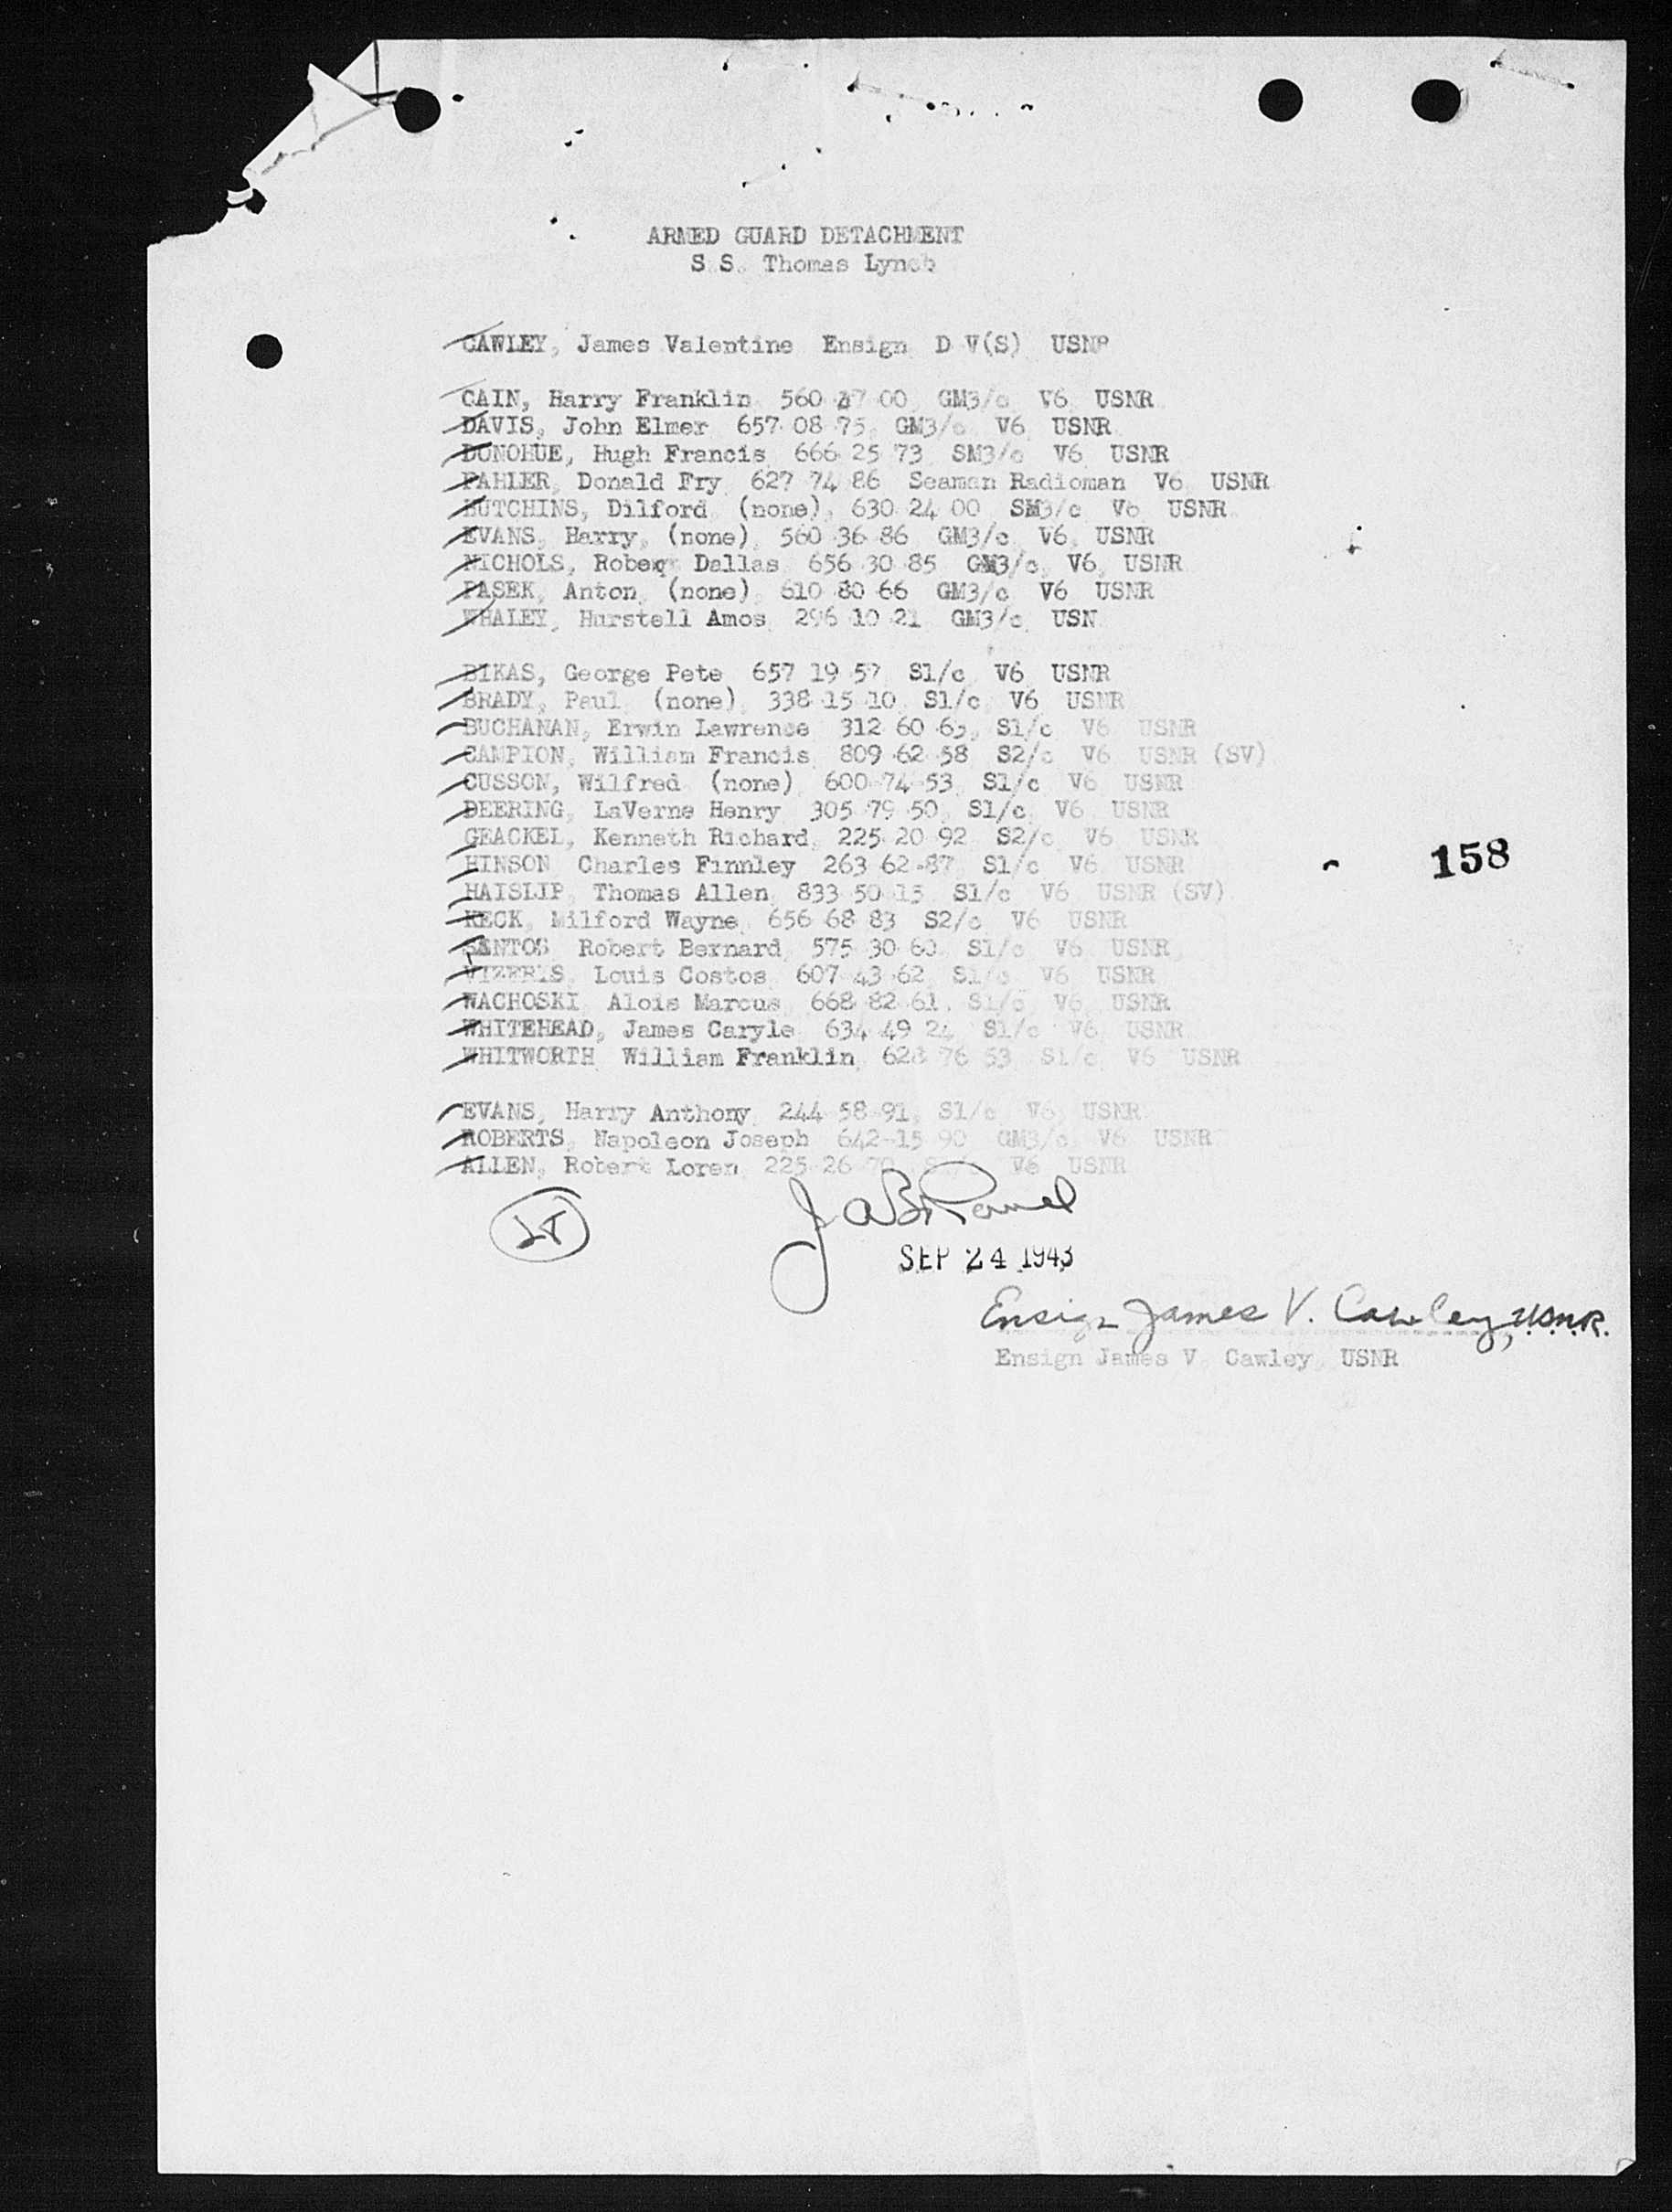 ARMED GUARD DETACHMENT
S.S. Thomas Lynch
CAWLEY, James Valentine Ensign D V(S) USNR
CAIN, Harry Franklin 560 00 GM3/c V6 USNR
DAVIS, John Elmer 657 08 75, GM3/c V6 USNR
DONOHUE, Hugh Francis 666 25 73 SM3/c V6 USNR
FAHLER, Donald Fry 627 74 86 Seaman Radioman V6 USNR
HUTCHINS, Dilford (none), 630 24 00 SM3/c V6 USNR
EVANS, Harry, (none), 560 36 86 GM3/c V6, USNR
NICHOLS, Robert Dallas 656 30 85 GM3/c, V6, USNR
PASEK, Anton, (none), 610 80 66 GM3/c V6 USNR
WHALEY, Hurstell Amos, 296 10 21 GM3/c, USN
BIKAS, George Pete 657 19 57 S1/c V6 USNR
BRADY, Paul (none), 338 15 10, S1/c V6 USNR
BUCHANAN, Erwin Lawrence 312 60 S1/c V6 USNR
CAMPION, William Francis 809 62 58 S2/c V6 USNR (SV)
CUSSON, Wilfred (none) 600-74-53, S1/c V6 USNR
DEERING, LaVerne Henry 305 79 50, S1/c, V6, USNR
GEACKEL, Kenneth Richard, 225 20 92 S2/c V6 USNR
HINSON Charles Finnley 263 62-87 S1/c V6 USNR
HAISLIP, Thomas Allen, 833 50 15 S1/c V6 USNR (SV)
KECK, Milford Wayne, 656 68 83 S2/c V6 USNR
SANTOS Robert Bernard, 575 30 60, S1/c V6 USNR
Louis Costos 607 43 62, S1/c V6 USNR
WACHOSKI Alois Marcus 668 82 61, S1/c V6, USNR
WHITEHEAD, James Caryle 634 49 S1/c V6 USNR
WHITWORTH William Franklin, 628 76 53 S1/c, V6 USNR
EVANS, Harry Anthony 244 58 91, S1/c V6, USNR
ROBERTS, Napoleon Joseph 642-15 90 GM3/c, V6 USNR
ALLEN, Robert Loren, 225 26 V6 USNR
158
SEP 24 1943
Ensign James V. Cawley, U.S.N.R.
Ensign James V. Cawley, USNR